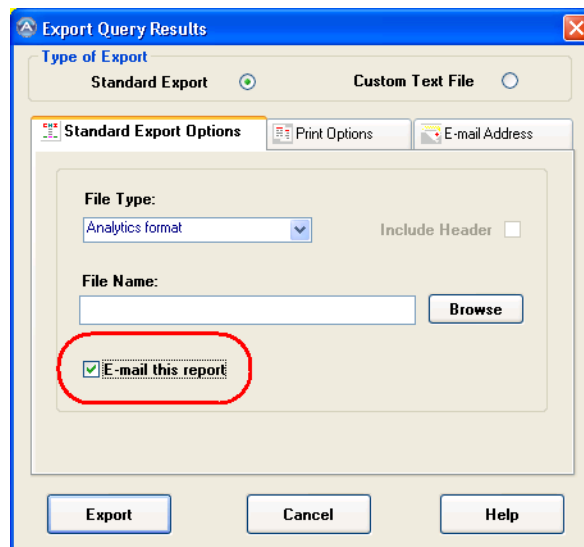 Export Query Results
Type of Export
Standard Export
Custom Text File
Standard Export Options
Print Options
E-mail Address
File Type:
Analytics format
Include Header
File Name:
Browse
E-mail this report
Export
Cancel
Help